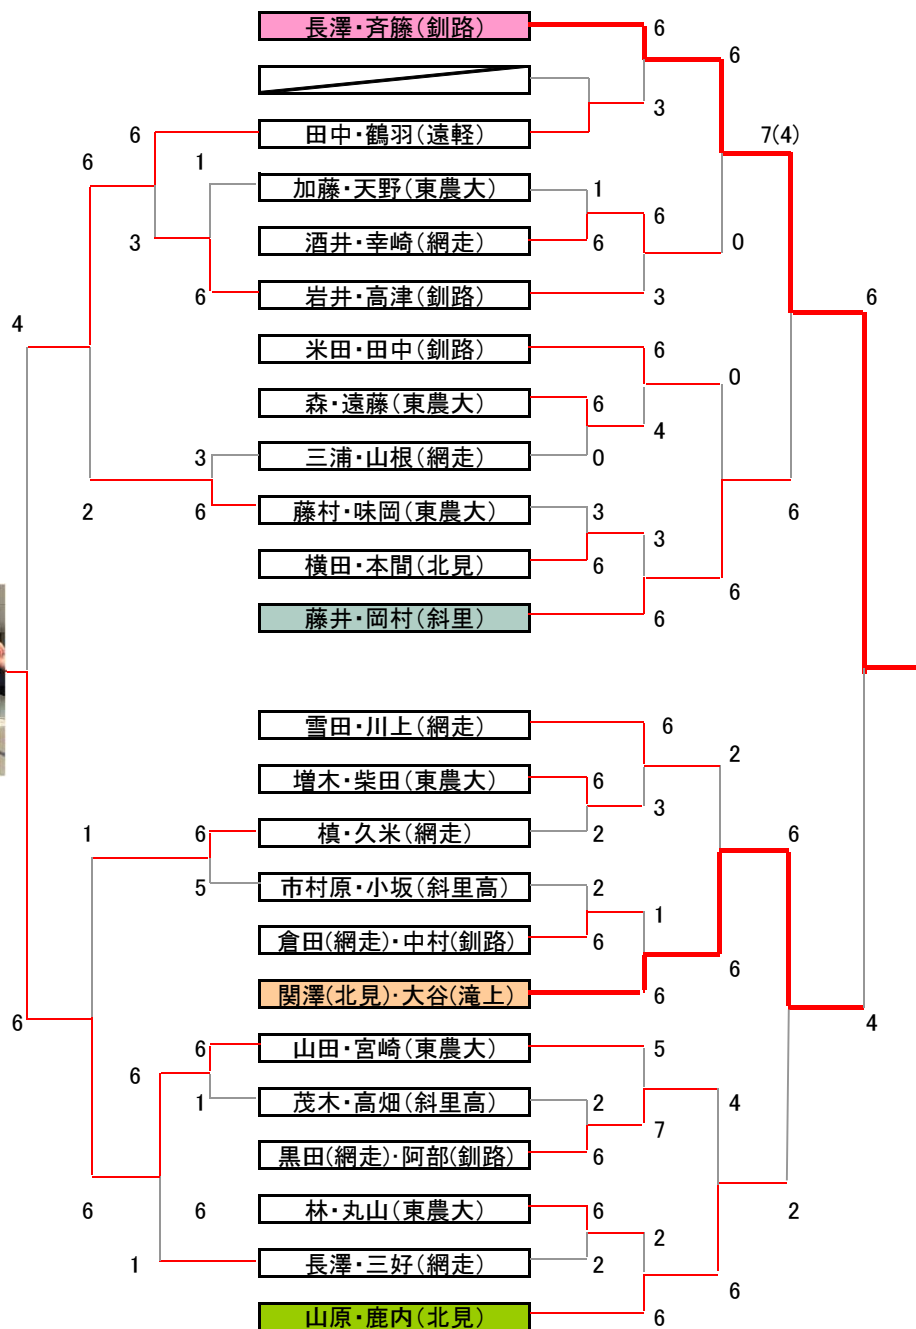 長澤・斉籐(釧路)
6
6
3
6
田中・鶴羽(遠軽)
7(4)
6
1
加藤・天野(東農大)
1
6
3
酒井・幸崎(網走)
6
0
6
岩井・高津(釧路)
3
6
4
米田・田中(釧路)
6
0
森・遠藤(東農大)
6
4
3
三浦・山根(網走)
0
2
6
藤村・味岡(東農大)
3
3
6
横田・本間(北見)
6
6
藤井・岡村(斜里)
6
雪田・川上(網走)
6
2
増木・柴田(東農大)
6
3
1
6
槙・久米(網走)
2
6
5
市村原・小坂(斜里高)
2
1
倉田(網走)・中村(釧路)
6
6
関澤(北見)・大谷(滝上)
6
6
4
6
山田・宮崎(東農大)
5
6
1
茂木・高畑(斜里高)
2
4
7
黒田(網走)・阿部(釧路)
6
6
6
林・丸山(東農大)
6
2
2
1
長澤・三好(網走)
2
6
山原・鹿内(北見)
6